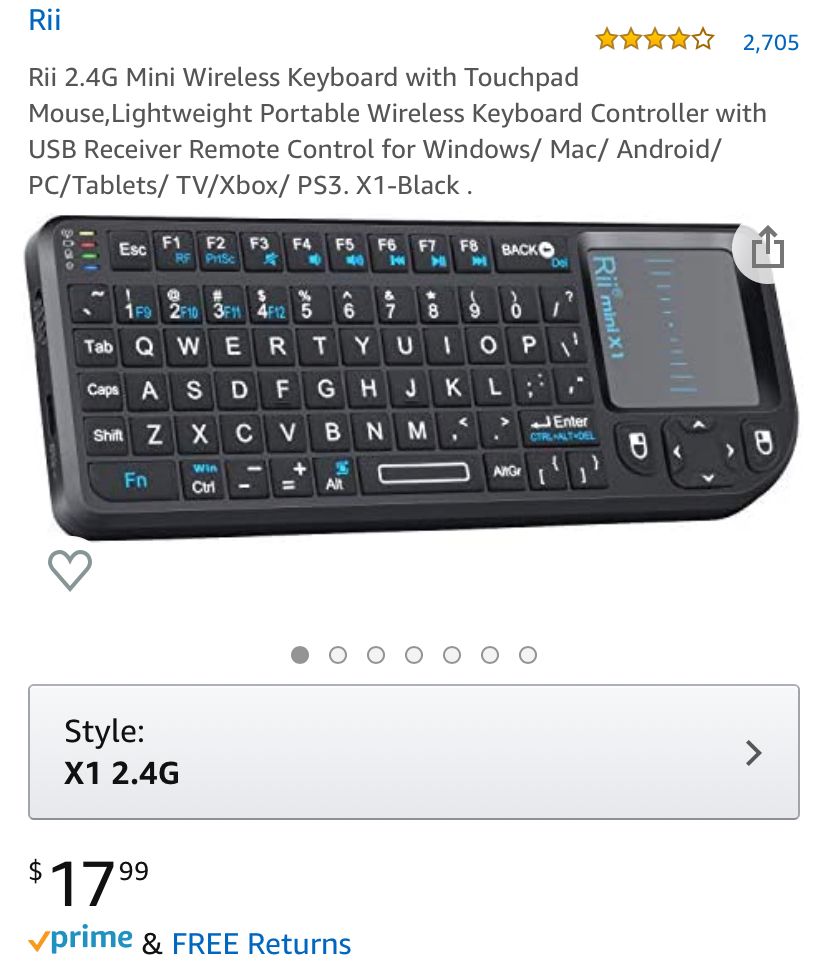 Rii
2,705
Rii 2.4G Mini Wireless Keyboard with Touchpad
Mouse,Lightweight Portable Wireless Keyboard Controller with
USB Receiver Remote Control for Windows/ Mac/ Android/
PC/Tablets/ TV/Xbox/ PS3. X1-Black .
Esc F1 RF F2 PrtSc F3 F4 F5 F6 F7 F8 BACK Del
` ~ 1 ! F9 2 @ F10 3 # F11 4 $ F12 5 % 6 ^ 7 & 8 * 9 ( 0 ) / ?
Tab Q W E R T Y U I O P \ |
Caps A S D F G H J K L ; : ' "
Shift Z X C V B N M , < . > Enter
CTRL+ALT+DEL
Fn Win Ctrl - _ = + Alt AltGr [ { ] }
Rii® mini X1
Style:
X1 2.4G
$17 99
prime & FREE Returns